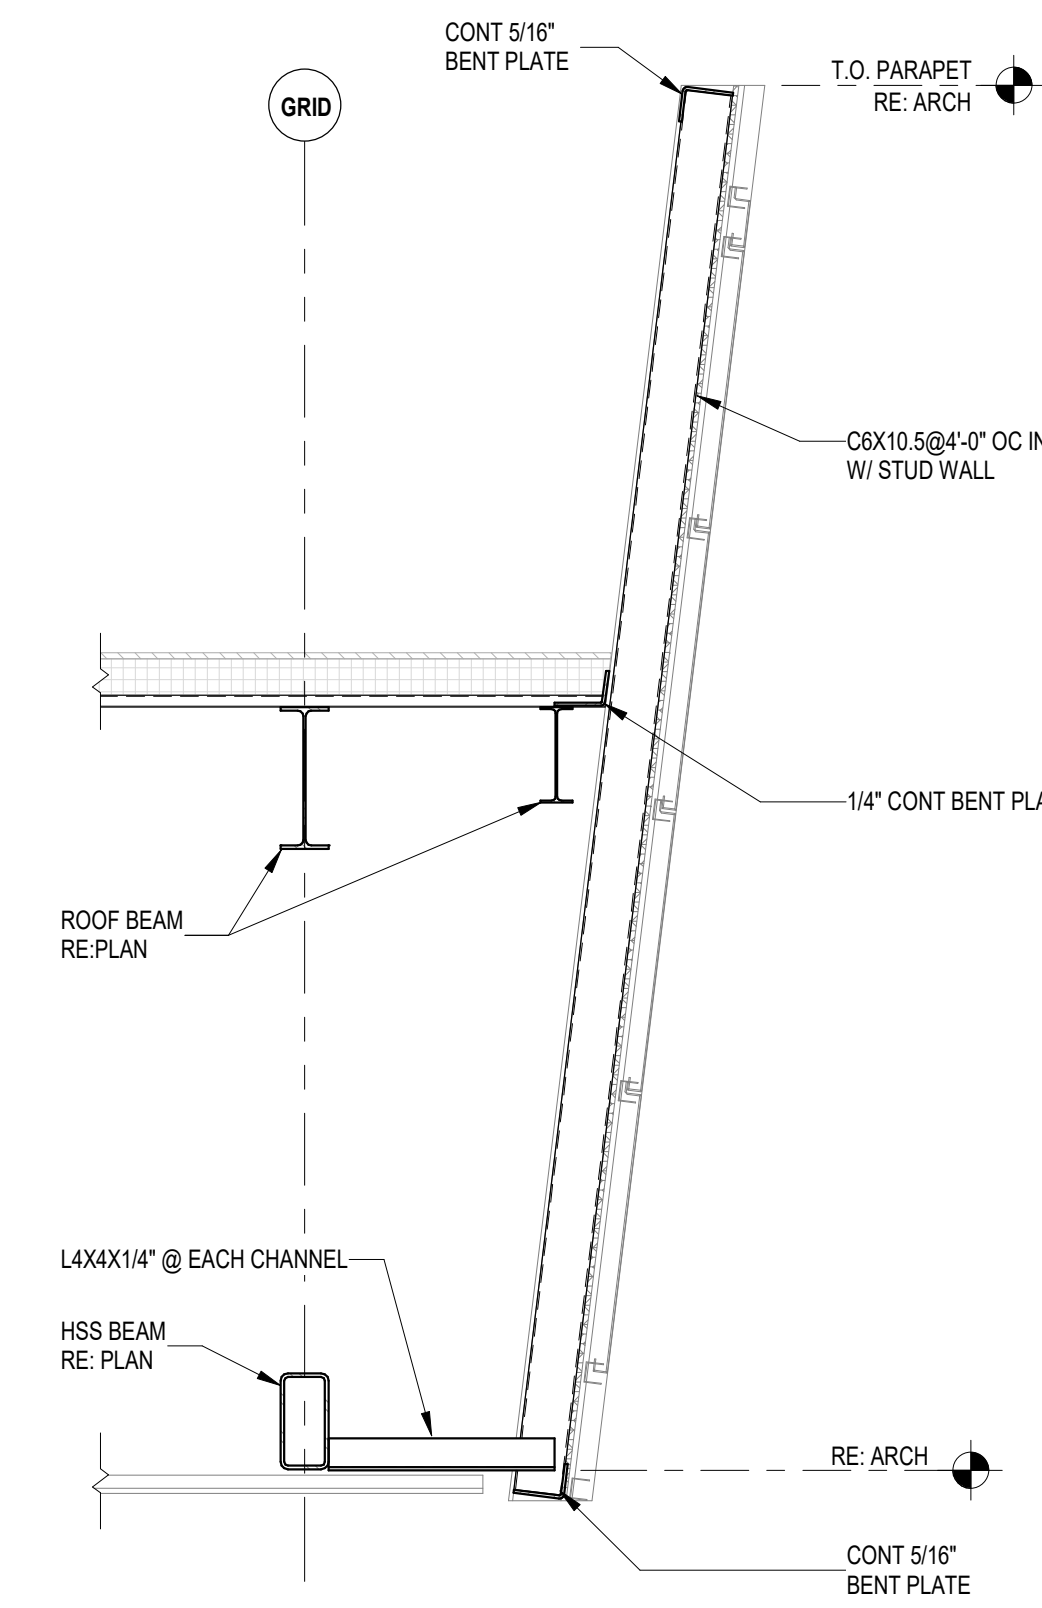 CONT 5/16"
BENT PLATE
T.O. PARAPET
RE: ARCH
GRID
C6X10.5@4'-0" OC
W/ STUD WALL
1/4" CONT BENT
ROOF BEAM
RE:PLAN
L4X4X1/4" @ EACH CHANNEL
HSS BEAM
RE: PLAN
RE: ARCH
CONT 5/16"
BENT PLATE